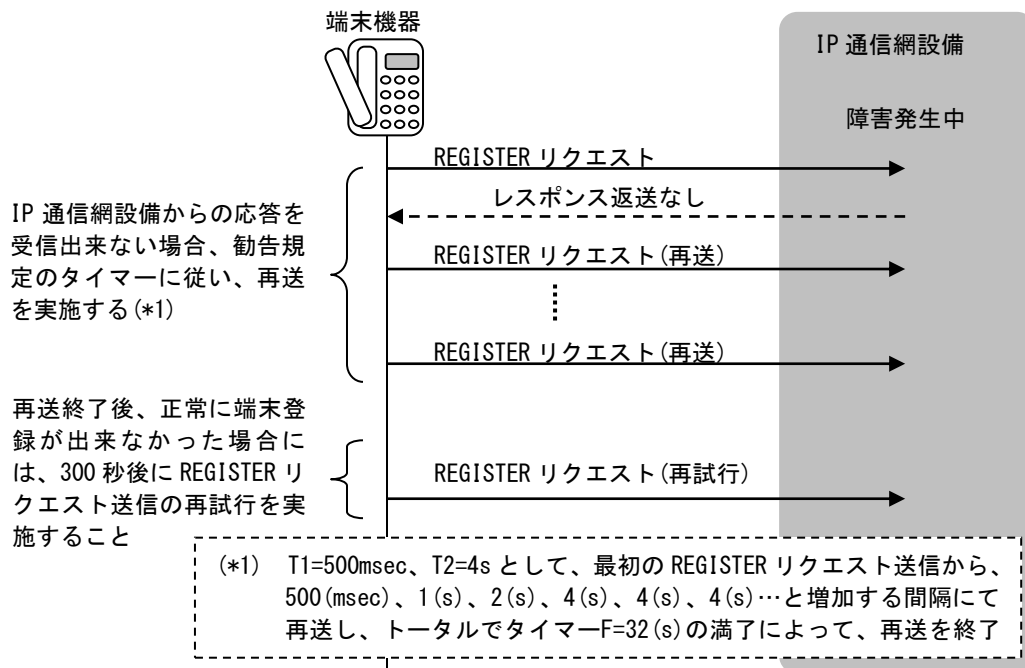 端末機器
IP 通信網設備
障害発生中
REGISTER リクエスト
レスポンス返送なし
IP 通信網設備からの応答を
受信出来ない場合、勧告規
定のタイマーに従い、再送
を実施する(*1)
REGISTER リクエスト(再送)
REGISTER リクエスト(再送)
再送終了後、正常に端末登
録が出来なかった場合に
は、300 秒後に REGISTER リ
クエスト送信の再試行を実
施すること
REGISTER リクエスト(再試行)
(*1) T1=500msec、T2=4s として、最初の REGISTER リクエスト送信から、
500(msec)、1(s)、2(s)、4(s)、4(s)、4(s)…と増加する間隔にて
再送し、トータルでタイマーF=32(s)の満了によって、再送を終了